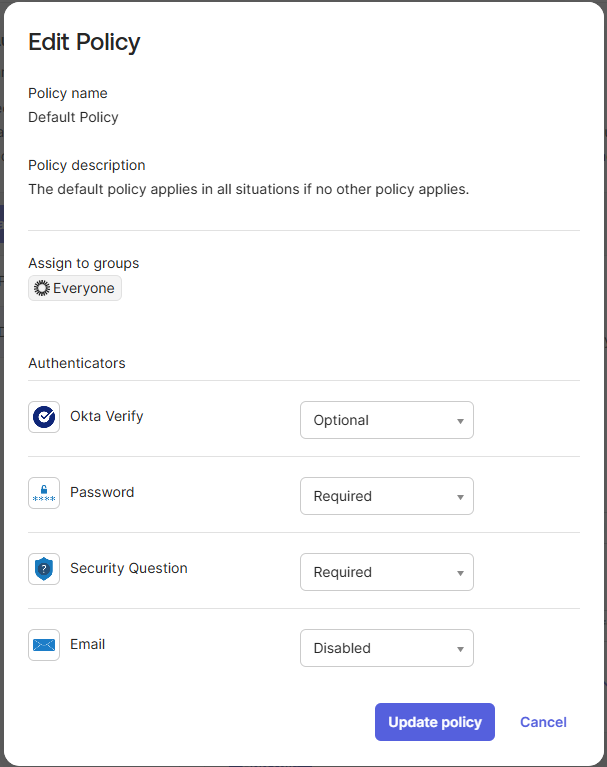 Edit Policy
Policy name
Default Policy
Policy description
The default policy applies in all situations if no other policy applies.
Assign to groups
Everyone
Authenticators
Okta Verify
Optional
Password
Required
Security Question
Required
Email
Disabled
Update policy
Cancel